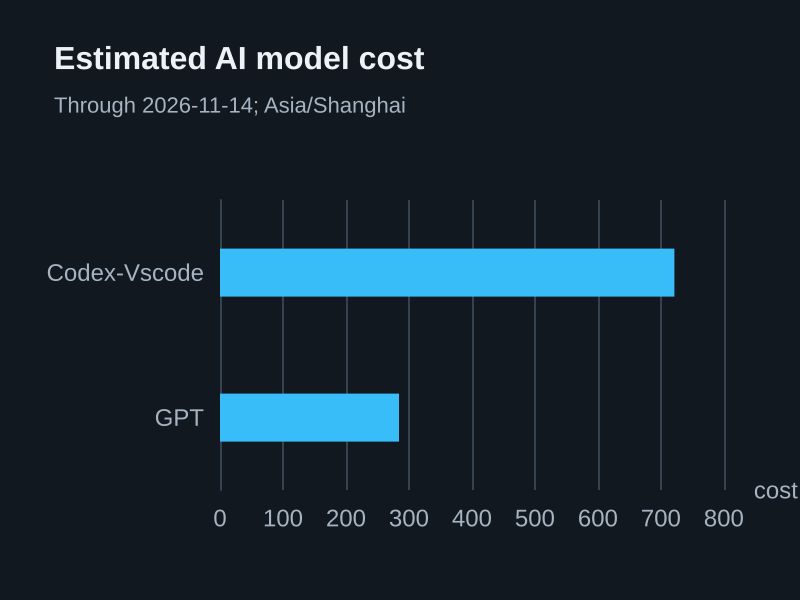 Estimated AI model cost
Through 2026-11-14; Asia/Shanghai
Codex-Vscode
GPT
cost
0 100 200 300 400 500 600 700 800